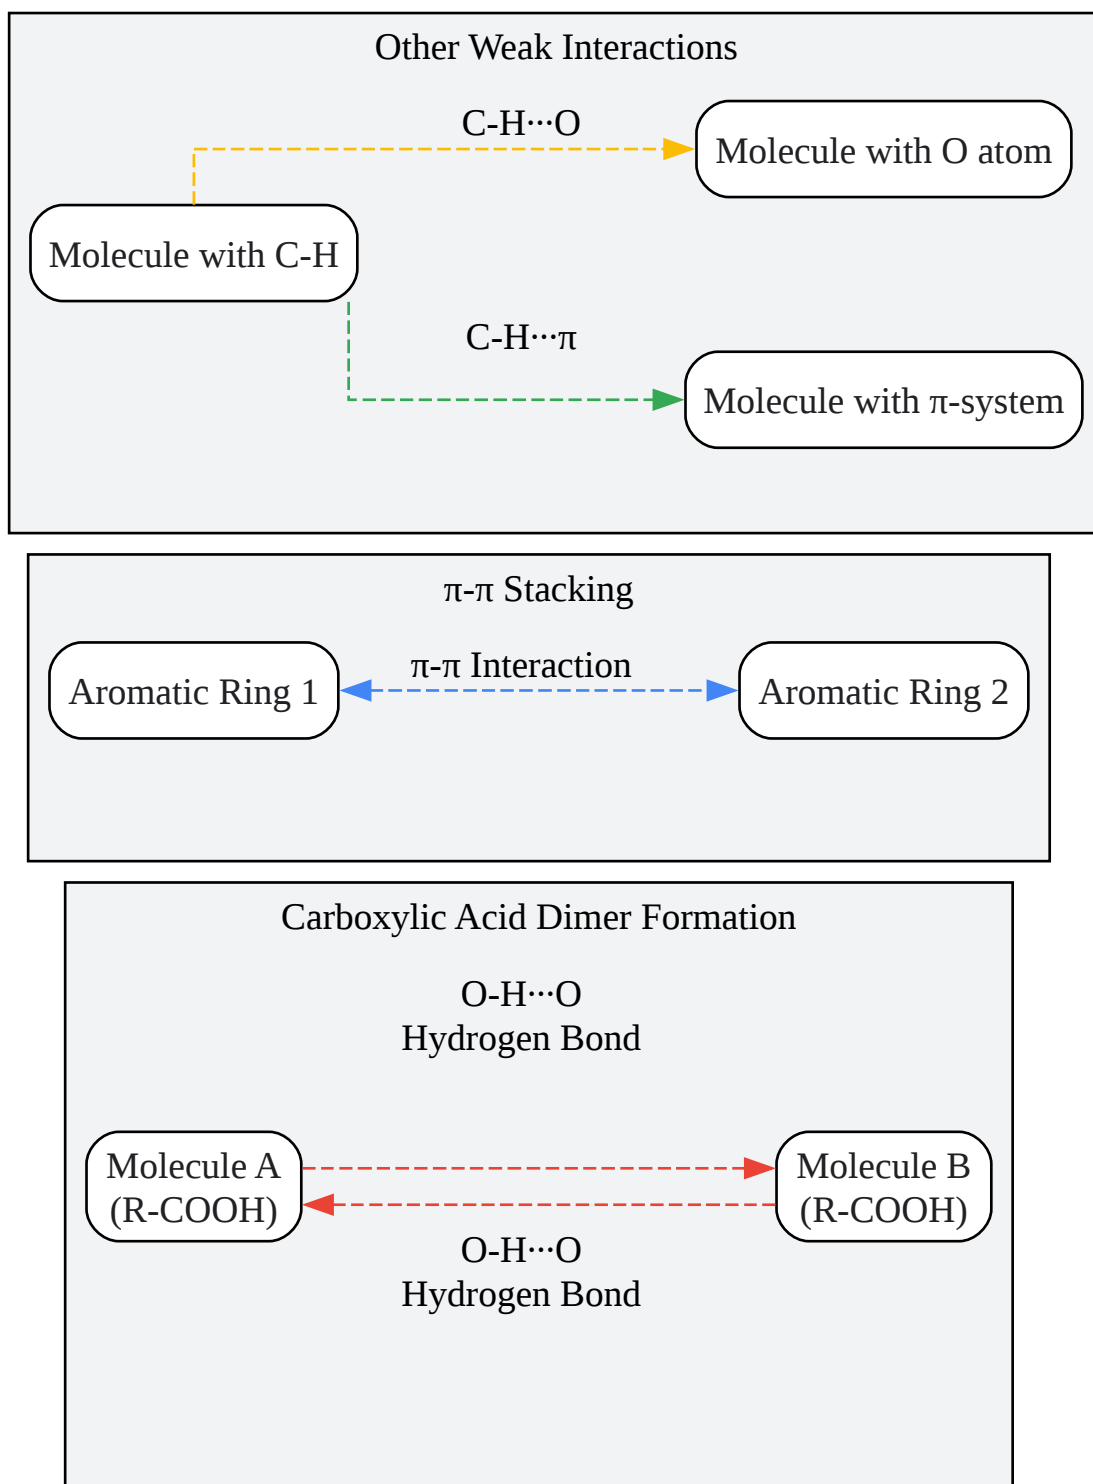 Other Weak Interactions
C-H···O
Molecule with O atom
Molecule with C-H
C-H···π
Molecule with π-system
π-π Stacking
π-π Interaction
Aromatic Ring 1
Aromatic Ring 2
Carboxylic Acid Dimer Formation
O-H···O
Hydrogen Bond
Molecule A
(R-COOH)
Molecule B
(R-COOH)
O-H···O
Hydrogen Bond